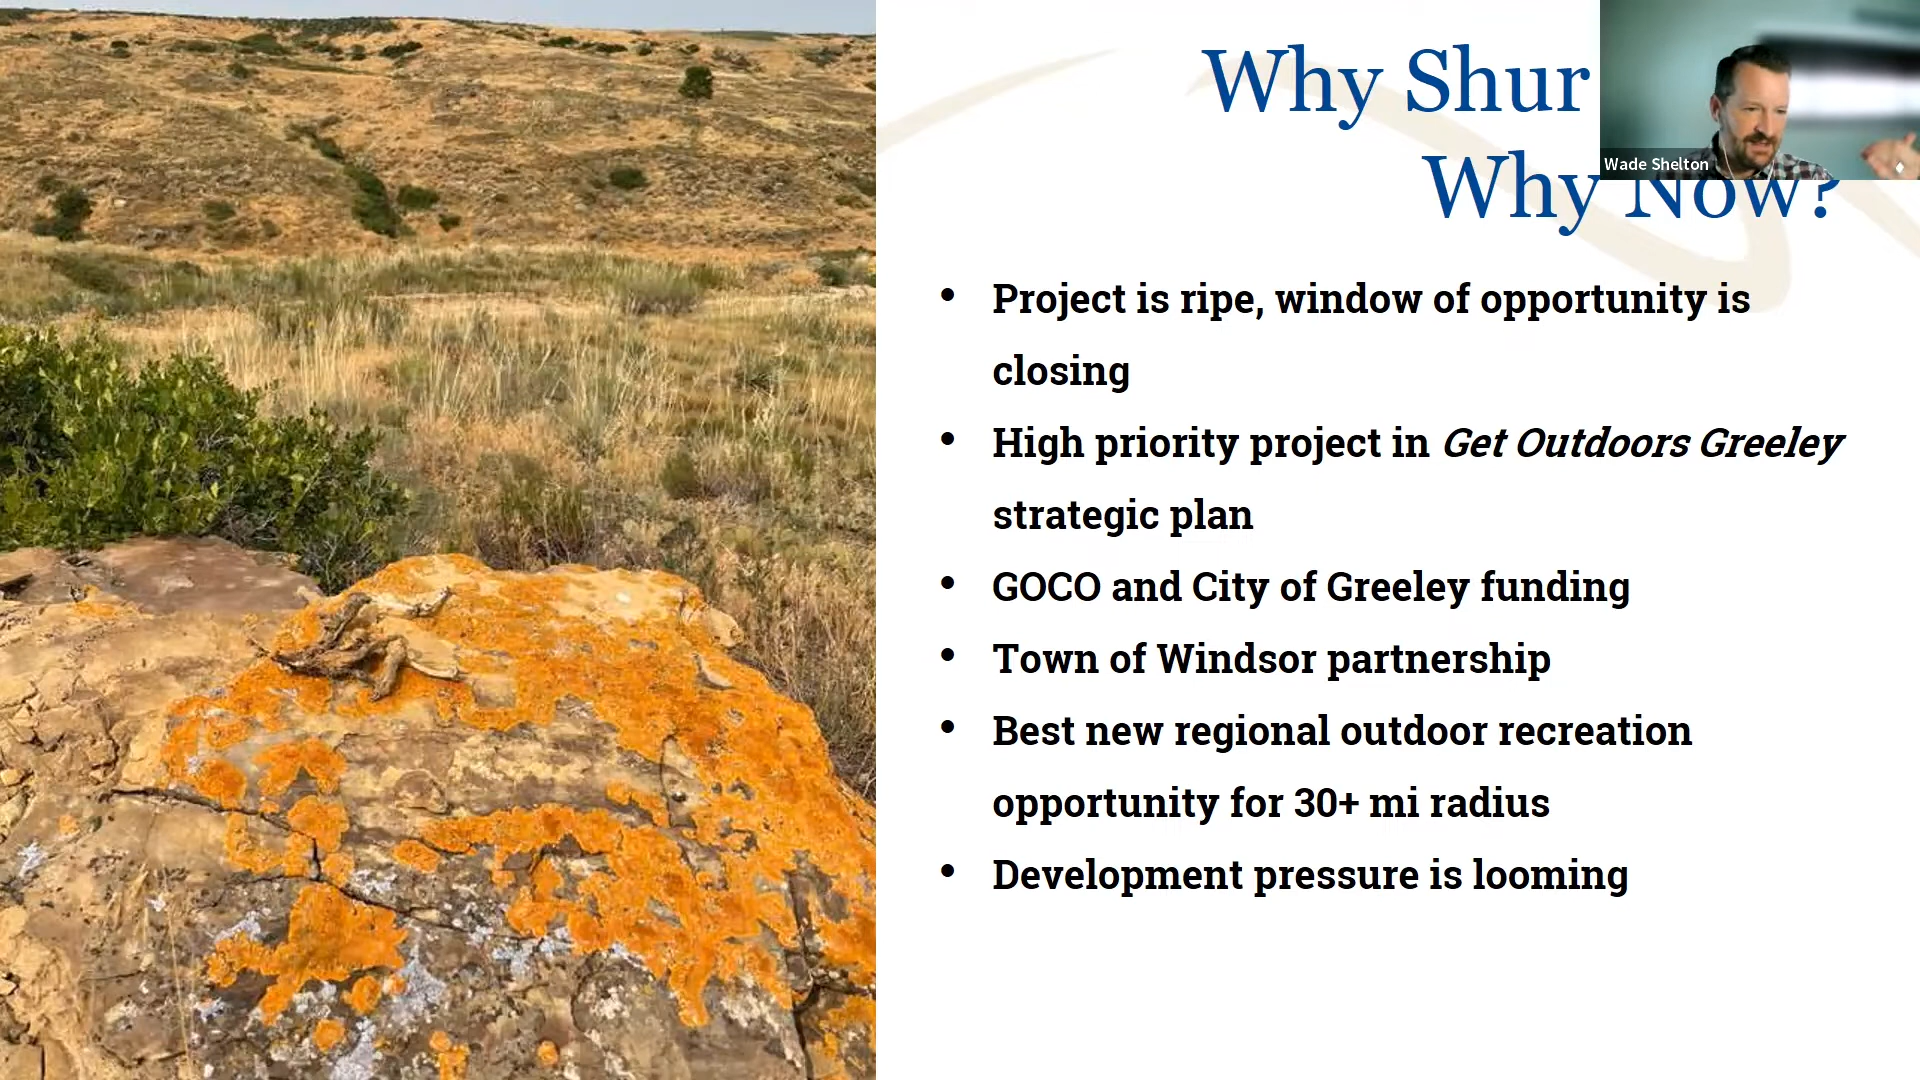 Why Shur
Wade Shelton
Why Now?
• Project is ripe, window of opportunity is
closing
• High priority project in Get Outdoors Greeley
strategic plan
• GOCO and City of Greeley funding
• Town of Windsor partnership
• Best new regional outdoor recreation
opportunity for 30+ mi radius
• Development pressure is looming